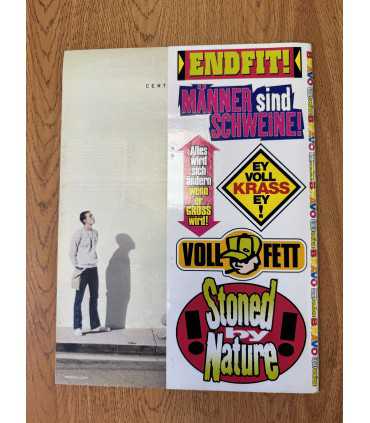 ENDFIT!
CENT
MÄNNER sind
SCHWEINE!
Alles
wird
sich
ändern
wenn
er
GROSS
wird!
EY
VOLL
KRASS
EY
!
VOLL FETT
Stoned
by
Nature
!
!